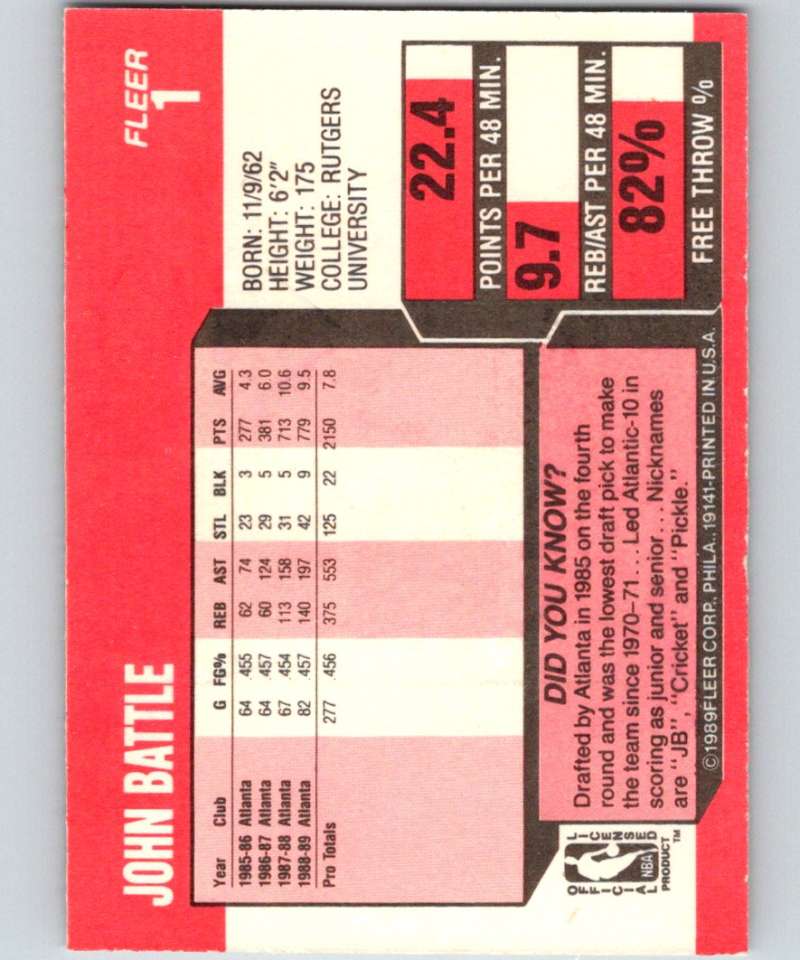 JOHN BATTLE
FLEER
1
BORN: 11/9/62
HEIGHT: 6'2"
WEIGHT: 175
COLLEGE: RUTGERS
UNIVERSITY
Year Club G FG% REB AST STL BLK PTS AVG
1985-86 Atlanta 64 .455 62 74 23 3 277 4.3
1986-87 Atlanta 64 .457 60 124 29 5 381 6.0
1987-88 Atlanta 67 .454 113 158 31 5 713 10.6
1988-89 Atlanta 82 .457 140 197 42 9 779 9.5
Pro Totals 277 .456 375 553 125 22 2150 7.8
22.4
POINTS PER 48 MIN.
9.7
REB/AST PER 48 MIN.
82%
FREE THROW %
DID YOU KNOW?
Drafted by Atlanta in 1985 on the fourth
round and was the lowest draft pick to make
the team since 1970-71...Led Atlantic-10 in
scoring as junior and senior...Nicknames
are "JB", "Cricket" and "Pickle."
OFFICIAL LICENSED
NBA
PRODUCT™
©1989 FLEER CORP., PHILA., 19141-PRINTED IN U.S.A.